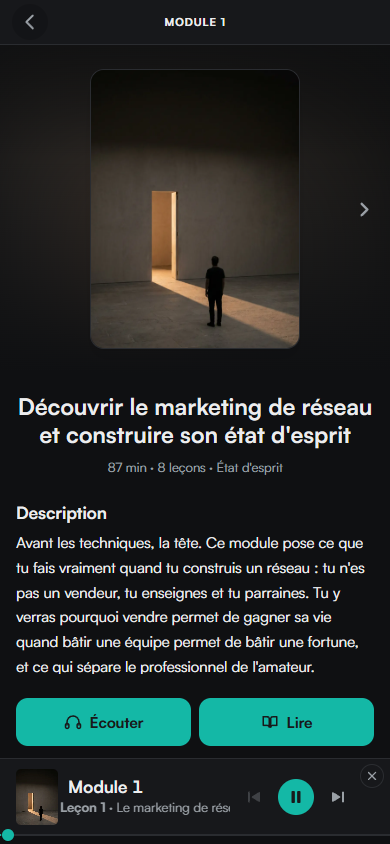 MODULE 1
Découvrir le marketing de réseau
et construire son état d'esprit
87 min · 8 leçons · État d'esprit
Description
Avant les techniques, la tête. Ce module pose ce que
tu fais vraiment quand tu construis un réseau : tu n'es
pas un vendeur, tu enseignes et tu parraines. Tu y
verras pourquoi vendre permet de gagner sa vie
quand bâtir une équipe permet de bâtir une fortune,
et ce qui sépare le professionnel de l'amateur.
Écouter
Lire
Module 1
Leçon 1 · Le marketing de